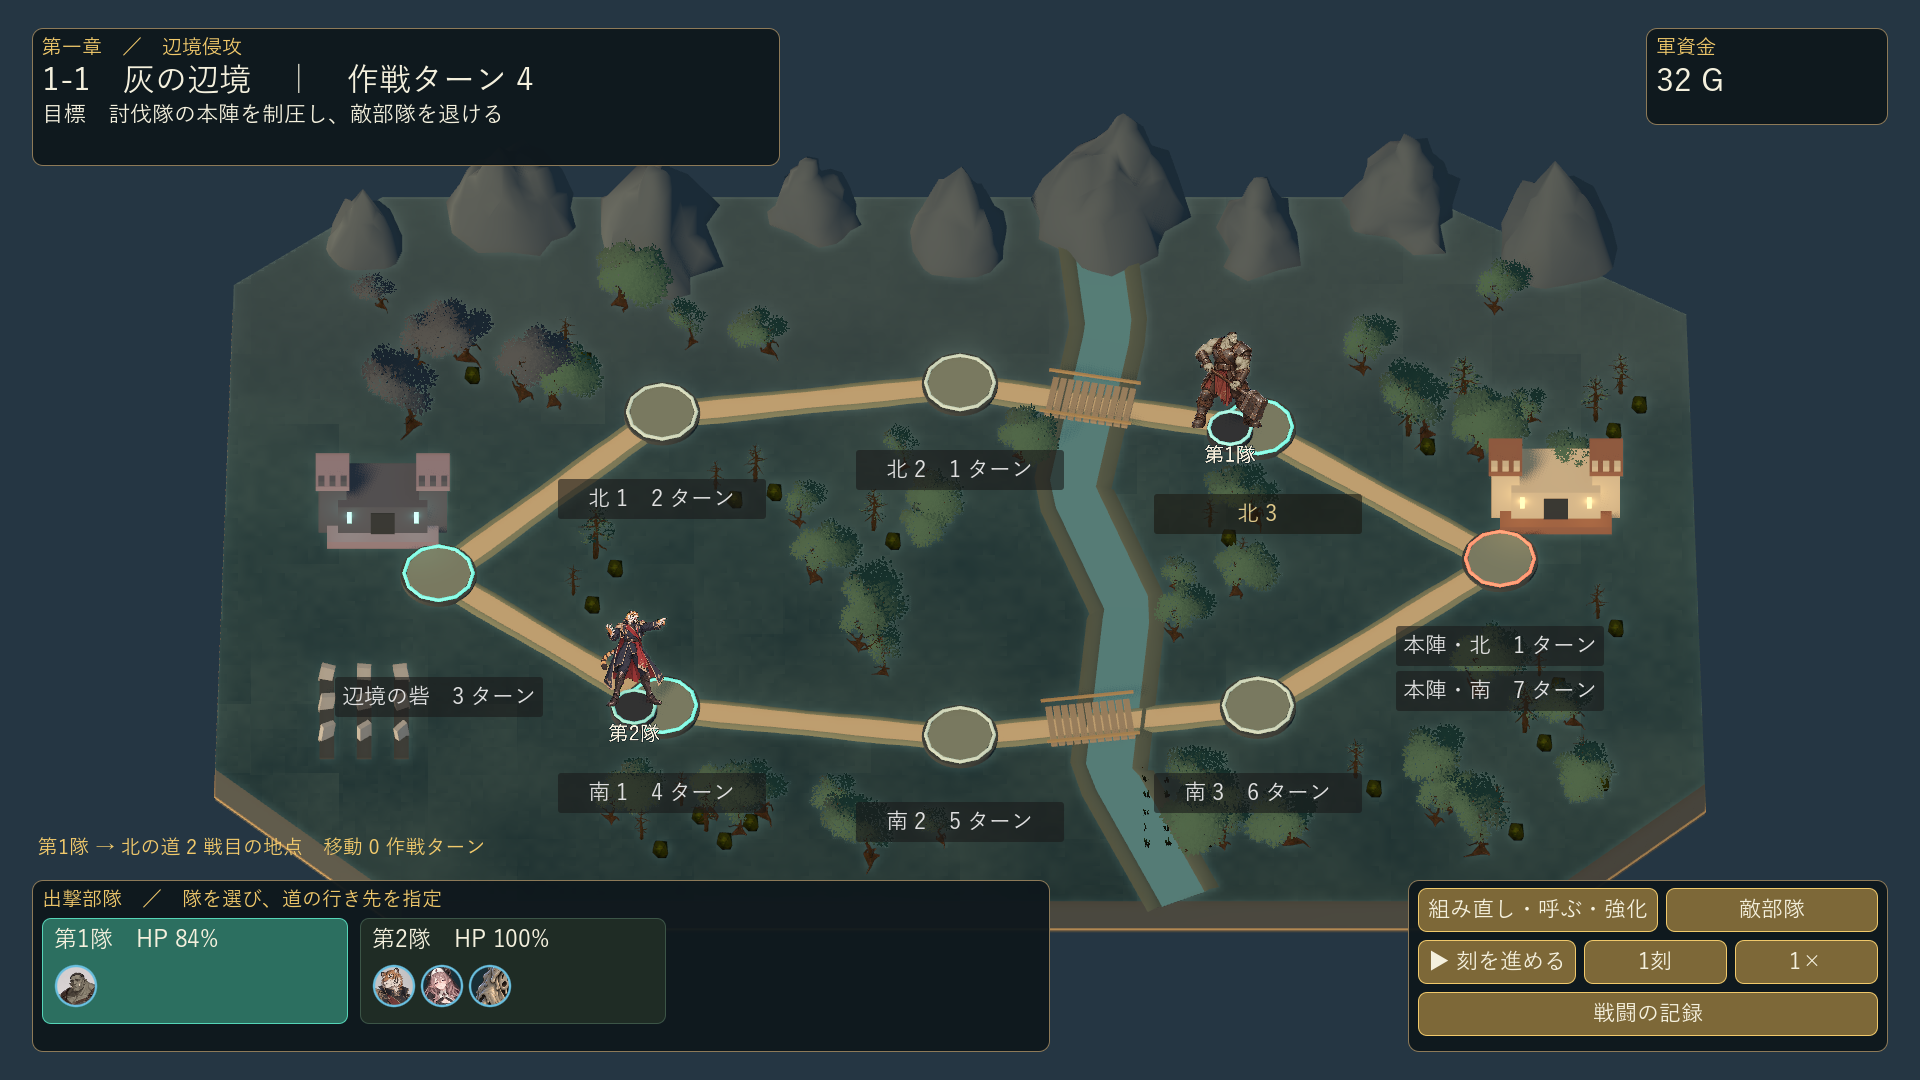 第一章　／　辺境侵攻
1-1　灰の辺境　｜　作戦ターン 4
目標　討伐隊の本陣を制圧し、敵部隊を退ける
軍資金
32 G
第1隊
北 2　1 ターン
北 1　2 ターン
北 3
本陣・北　1 ターン
本陣・南　7 ターン
辺境の砦　3 ターン
第2隊
南 1　4 ターン
南 2　5 ターン
南 3　6 ターン
第1隊 → 北の道 2 戦目の地点　移動 0 作戦ターン
出撃部隊　／　隊を選び、道の行き先を指定
第1隊　HP 84%
第2隊　HP 100%
組み直し・呼ぶ・強化
敵部隊
▶ 刻を進める
1刻
1×
戦闘の記録